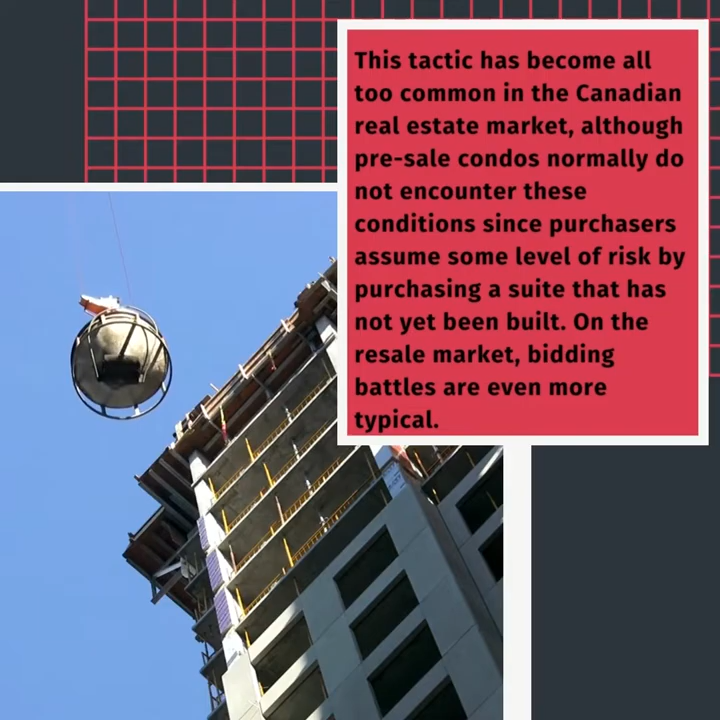 This tactic has become all
too common in the Canadian
real estate market, although
pre-sale condos normally do
not encounter these
conditions since purchasers
assume some level of risk by
purchasing a suite that has
not yet been built. On the
resale market, bidding
battles are even more
typical.